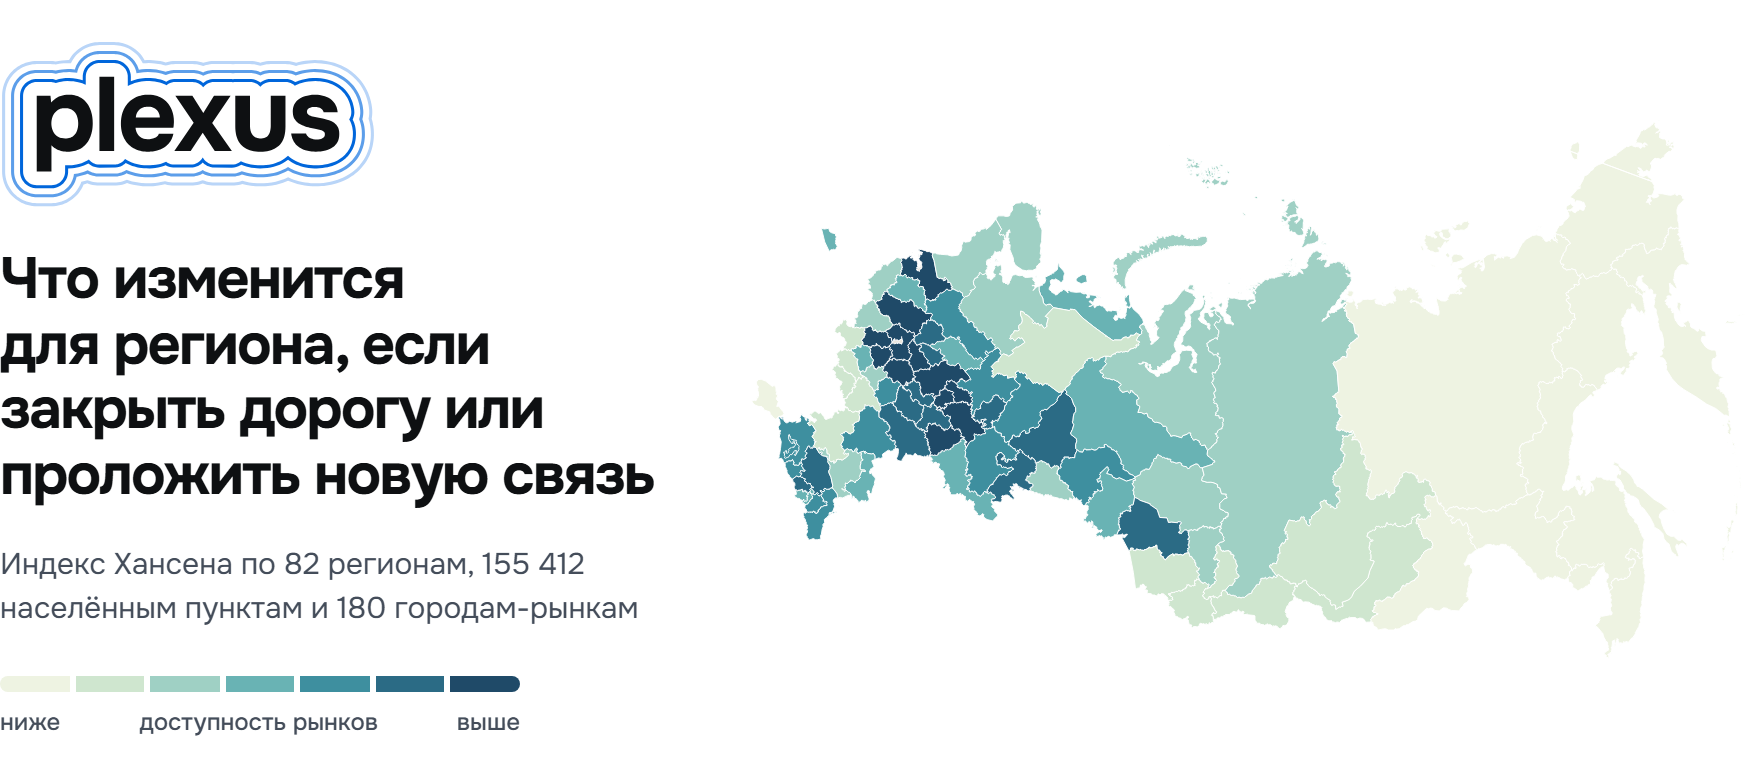 plexus
Что изменится
для региона, если
закрыть дорогу или
проложить новую связь
Индекс Хансена по 82 регионам, 155 412
населённым пунктам и 180 городам-рынкам
ниже
доступность рынков
выше